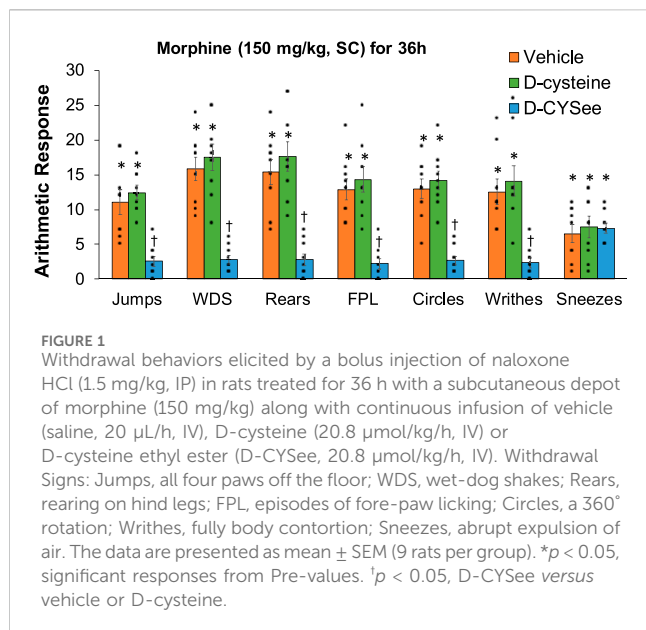 Morphine (150 mg/kg, SC) for 36h
Vehicle
D-cysteine
D-CYSee
Arithmetic Response
30
25
20
15
10
5
0
* * † * * † * * † * * † * * † * * † * * *
Jumps WDS Rears FPL Circles Writhes Sneezes
FIGURE 1
Withdrawal behaviors elicited by a bolus injection of naloxone
HCl (1.5 mg/kg, IP) in rats treated for 36 h with a subcutaneous depot
of morphine (150 mg/kg) along with continuous infusion of vehicle
(saline, 20 µL/h, IV), D-cysteine (20.8 µmol/kg/h, IV) or
D-cysteine ethyl ester (D-CYSee, 20.8 µmol/kg/h, IV). Withdrawal
Signs: Jumps, all four paws off the floor; WDS, wet-dog shakes; Rears,
rearing on hind legs; FPL, episodes of fore-paw licking; Circles, a 360°
rotation; Writhes, fully body contortion; Sneezes, abrupt expulsion of
air. The data are presented as mean ± SEM (9 rats per group). *p < 0.05,
significant responses from Pre-values. †p < 0.05, D-CYSee versus
vehicle or D-cysteine.